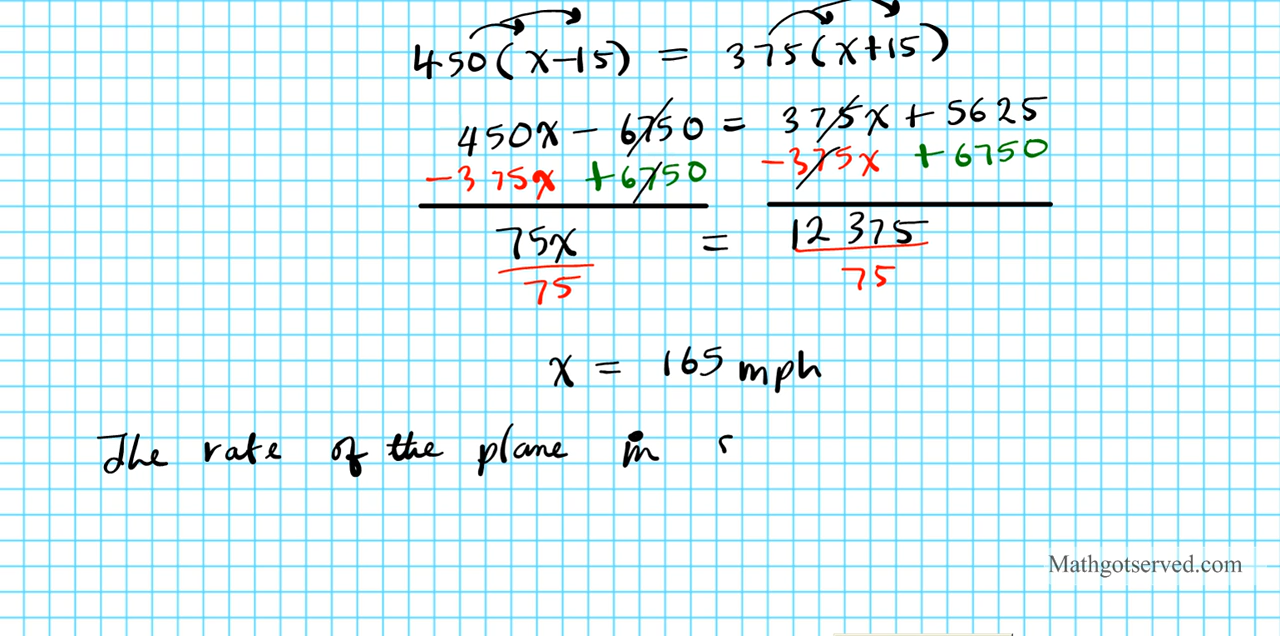 450(x-15) = 375(x+15)
450x - 6750 = 375x + 5625
-375x +6750 -375x +6750
75x = 12375
75 75
x = 165 mph
The rate of the plane in
Mathgotserved.com